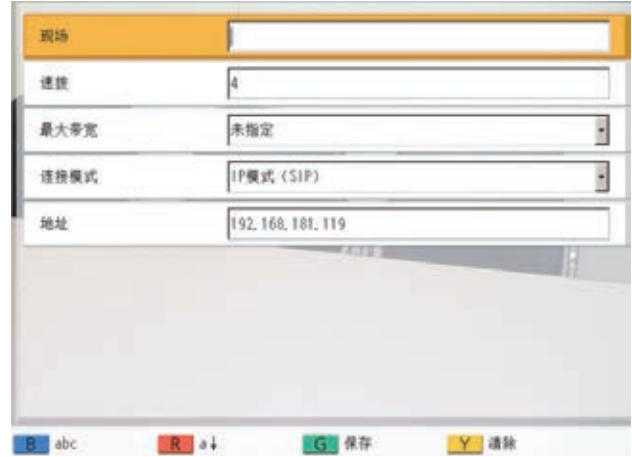 现场
速拨 4
最大带宽 未指定
连接模式 IP模式（SIP）
地址 192.168.181.119
B abc R a↓ G 保存 Y 清除